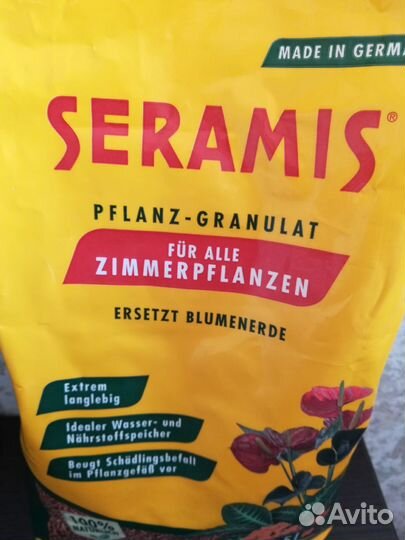 MADE IN GERMA
SERAMIS®
PFLANZ-GRANULAT
FÜR ALLE
ZIMMERPFLANZEN
ERSETZT BLUMENERDE
Extrem
langlebig
Idealer Wasser- und
Nährstoffspeicher
Beugt Schädlingsbefall
im Pflanzgefäß vor
100%
Avito